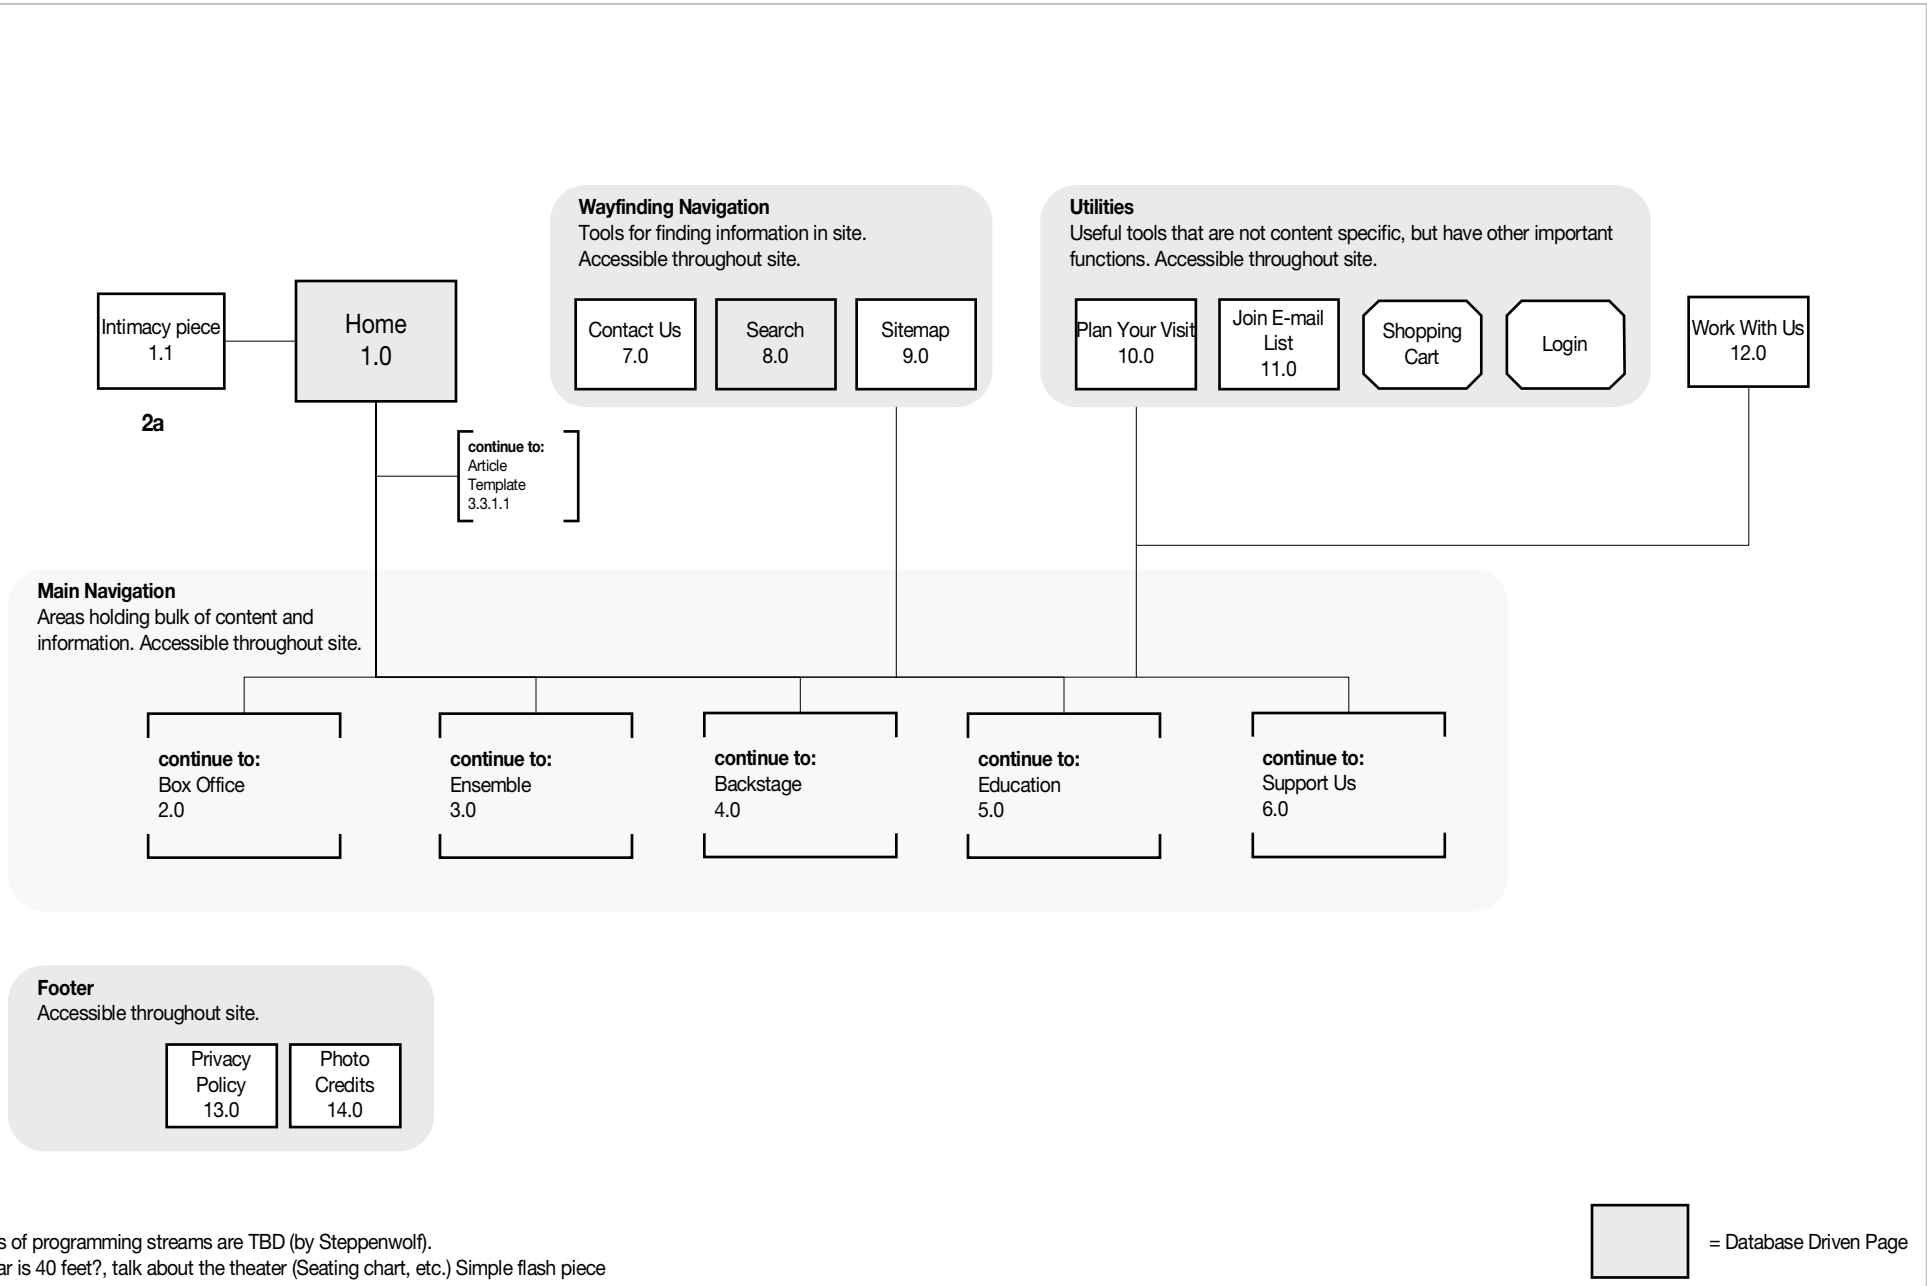 Wayfinding Navigation
Tools for finding information in site.
Accessible throughout site.
Utilities
Useful tools that are not content specific, but have other important
functions. Accessible throughout site.
Intimacy piece
1.1
2a
Home
1.0
Contact Us
7.0
Search
8.0
Sitemap
9.0
Plan Your Visit
10.0
Join E-mail
List
11.0
Shopping
Cart
Login
Work With Us
12.0
continue to:
Article
Template
3.3.1.1
Main Navigation
Areas holding bulk of content and
information. Accessible throughout site.
continue to:
Box Office
2.0
continue to:
Ensemble
3.0
continue to:
Backstage
4.0
continue to:
Education
5.0
continue to:
Support Us
6.0
Footer
Accessible throughout site.
Privacy
Policy
13.0
Photo
Credits
14.0
of programming streams are TBD (by Steppenwolf).
is 40 feet?, talk about the theater (Seating chart, etc.) Simple flash piece
= Database Driven Page